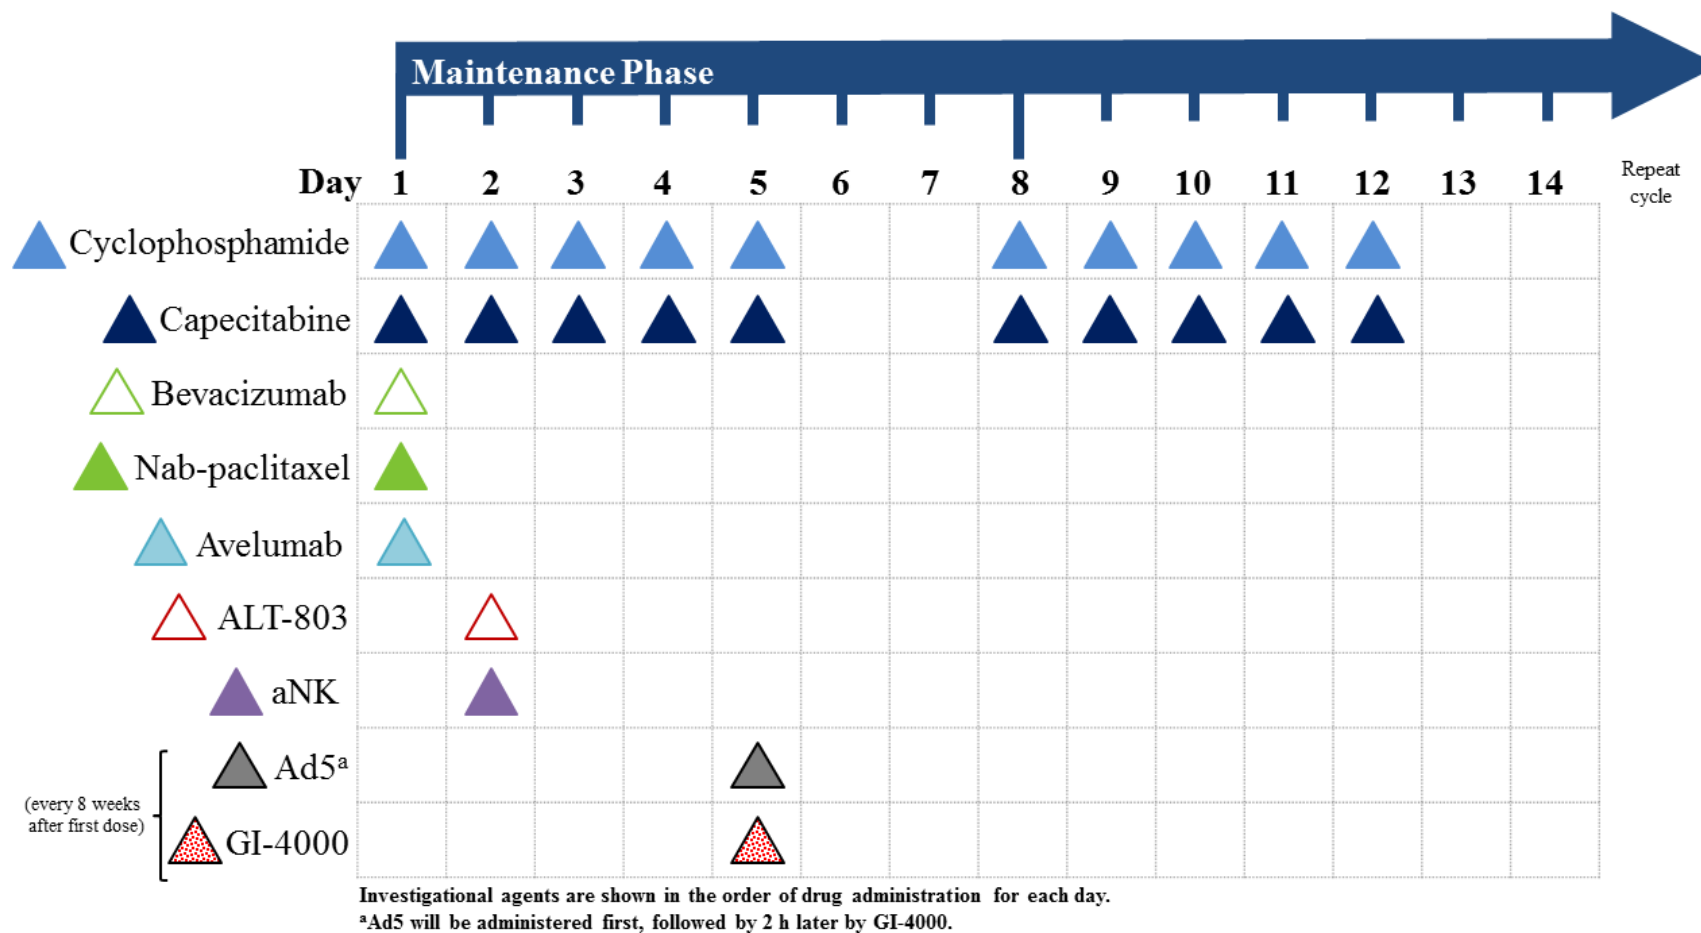 Maintenance Phase
Day 1 2 3 4 5 6 7 8 9 10 11 12 13 14
Repeat
cycle
Cyclophosphamide
Capecitabine
Bevacizumab
Nab-paclitaxel
Avelumab
ALT-803
aNK
Ad5ᵃ
(every 8 weeks
after first dose)
GI-4000
Investigational agents are shown in the order of drug administration for each day.
ᵃAd5 will be administered first, followed by 2 h later by GI-4000.